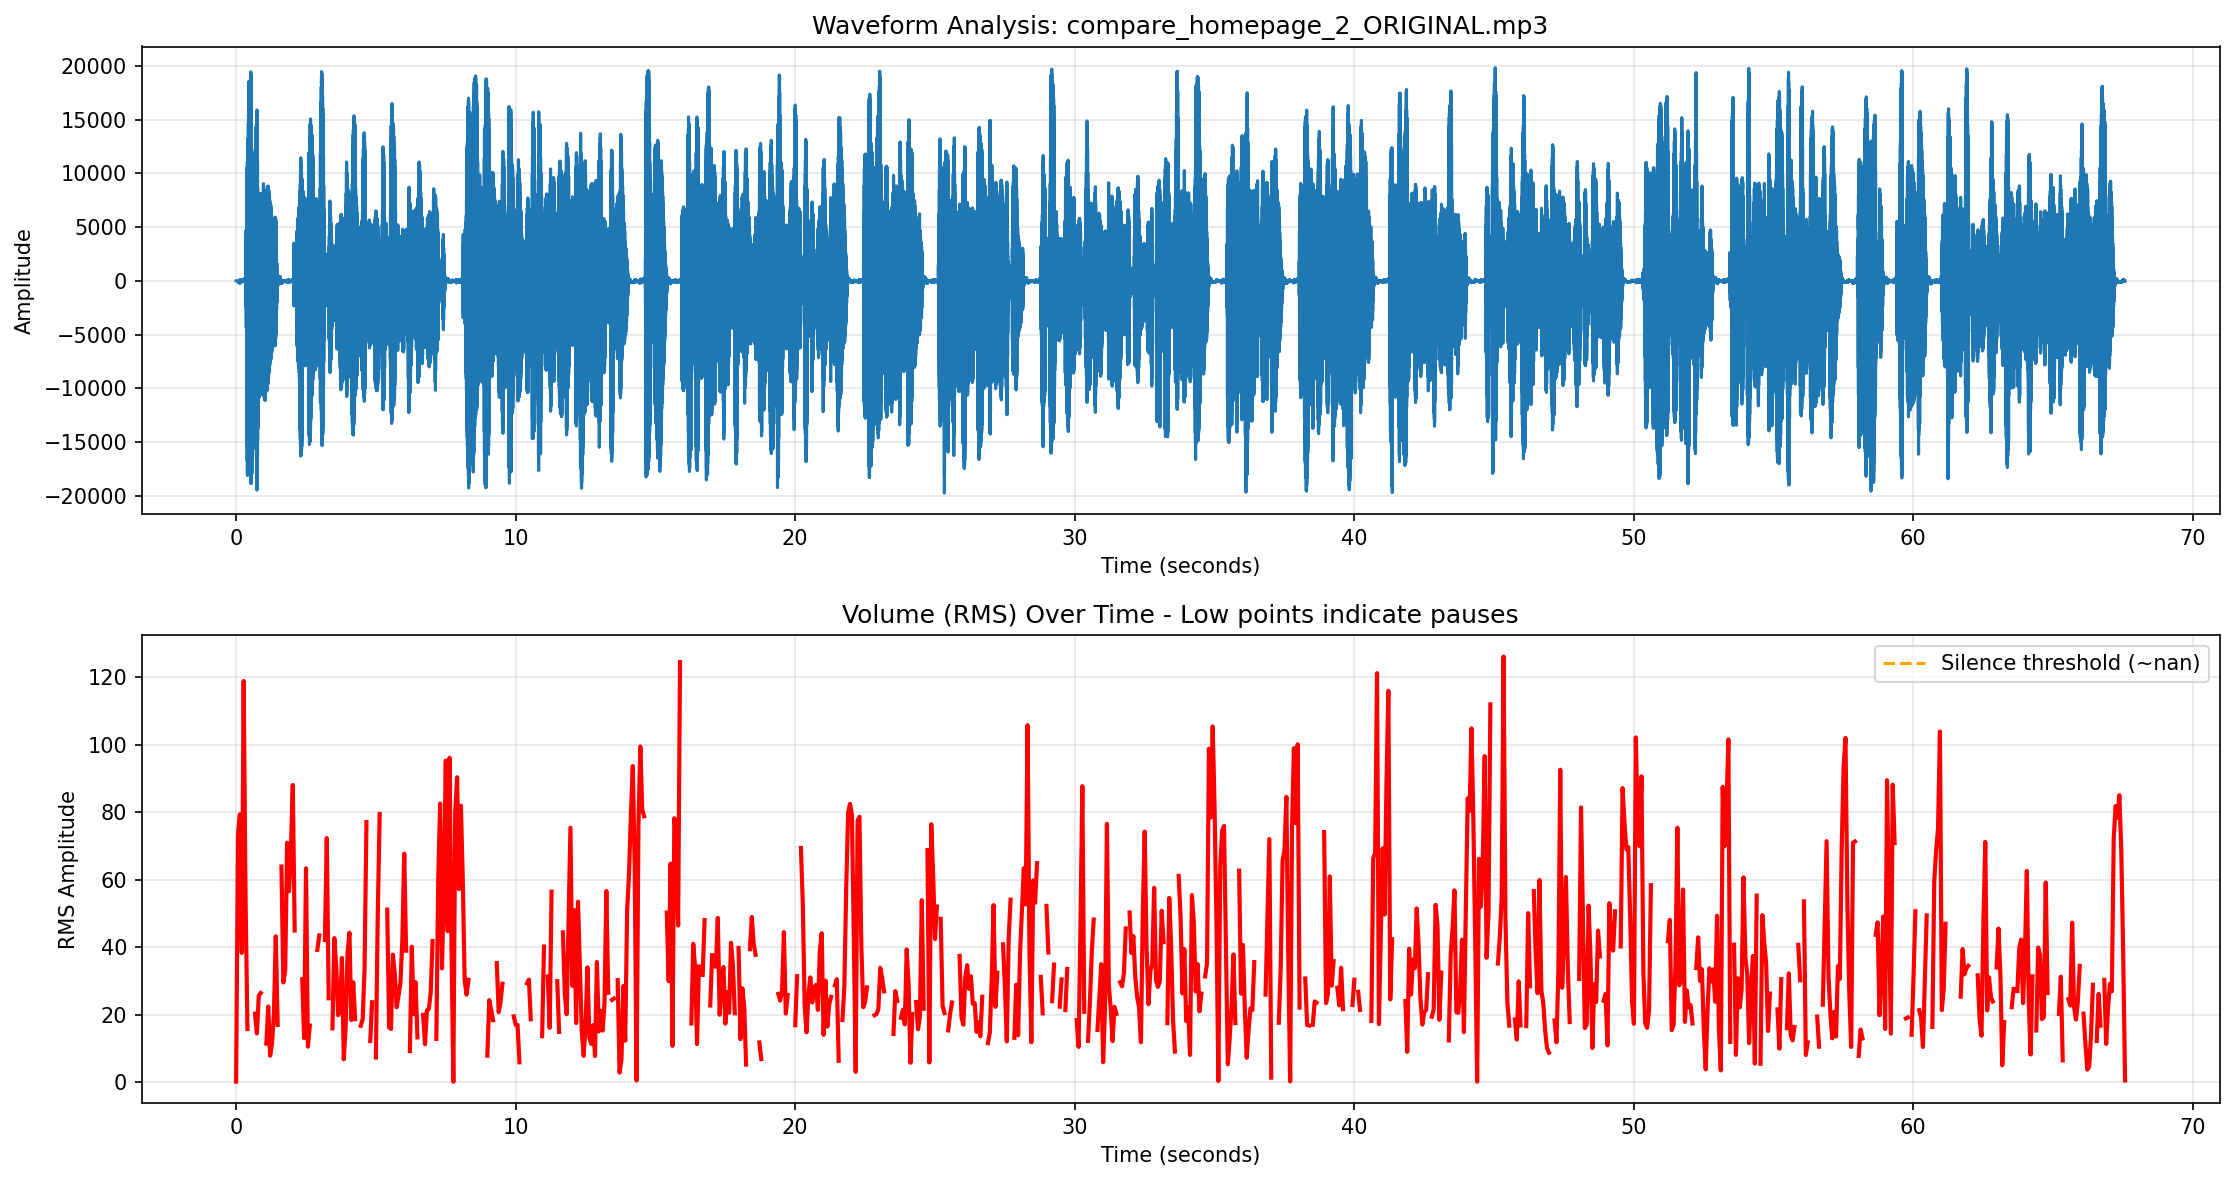 Waveform Analysis: compare_homepage_2_ORIGINAL.mp3
20000
15000
10000
5000
0
−5000
−10000
−15000
−20000
Amplitude
0 10 20 30 40 50 60 70
Time (seconds)
Volume (RMS) Over Time - Low points indicate pauses
Silence threshold (~nan)
120
100
80
60
40
20
0
RMS Amplitude
0 10 20 30 40 50 60 70
Time (seconds)